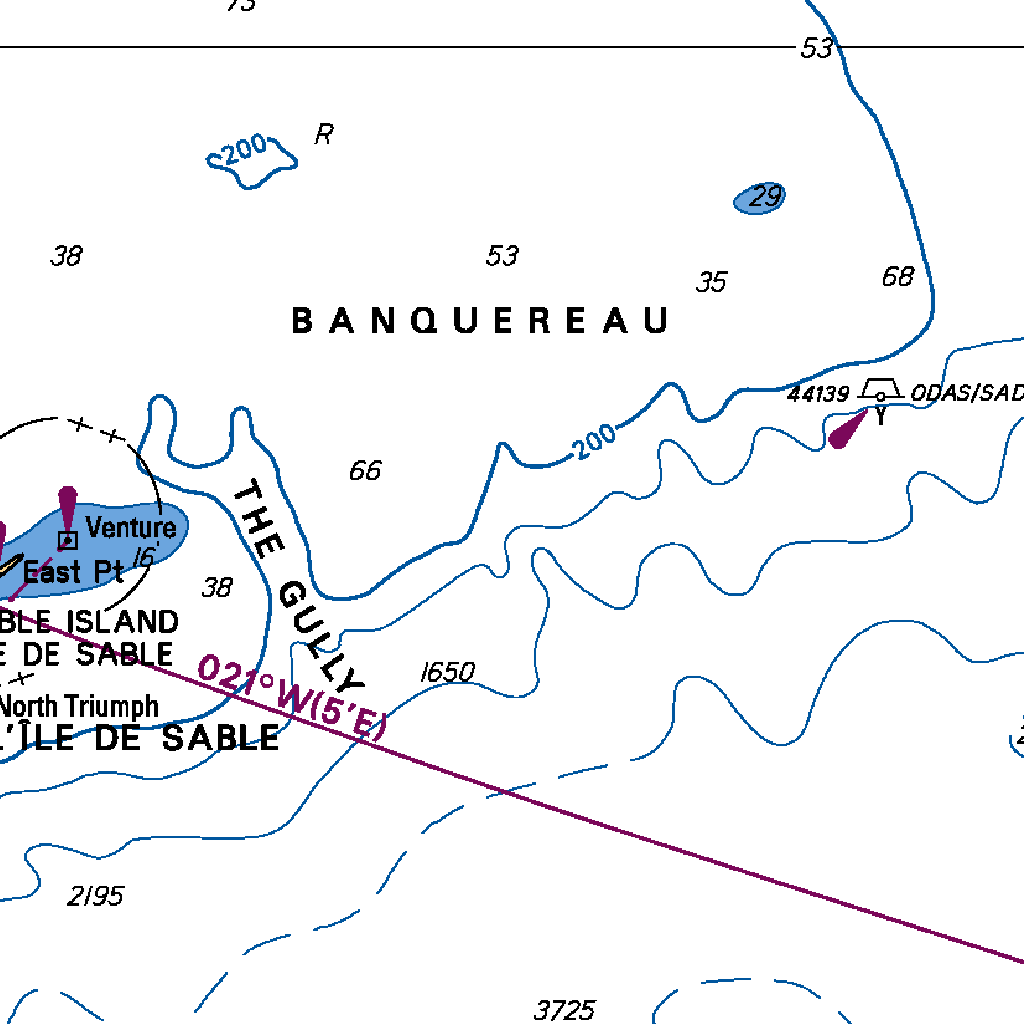 73
53
R
200
29
38
53
35
68
BANQUEREAU
44139
ODAS/SAD
200
66
THE GULLY
Venture
16
East Pt
38
BLE ISLAND
E DE SABLE
021°W(5'E)
1650
North Triumph
L'ÎLE DE SABLE
2195
3725